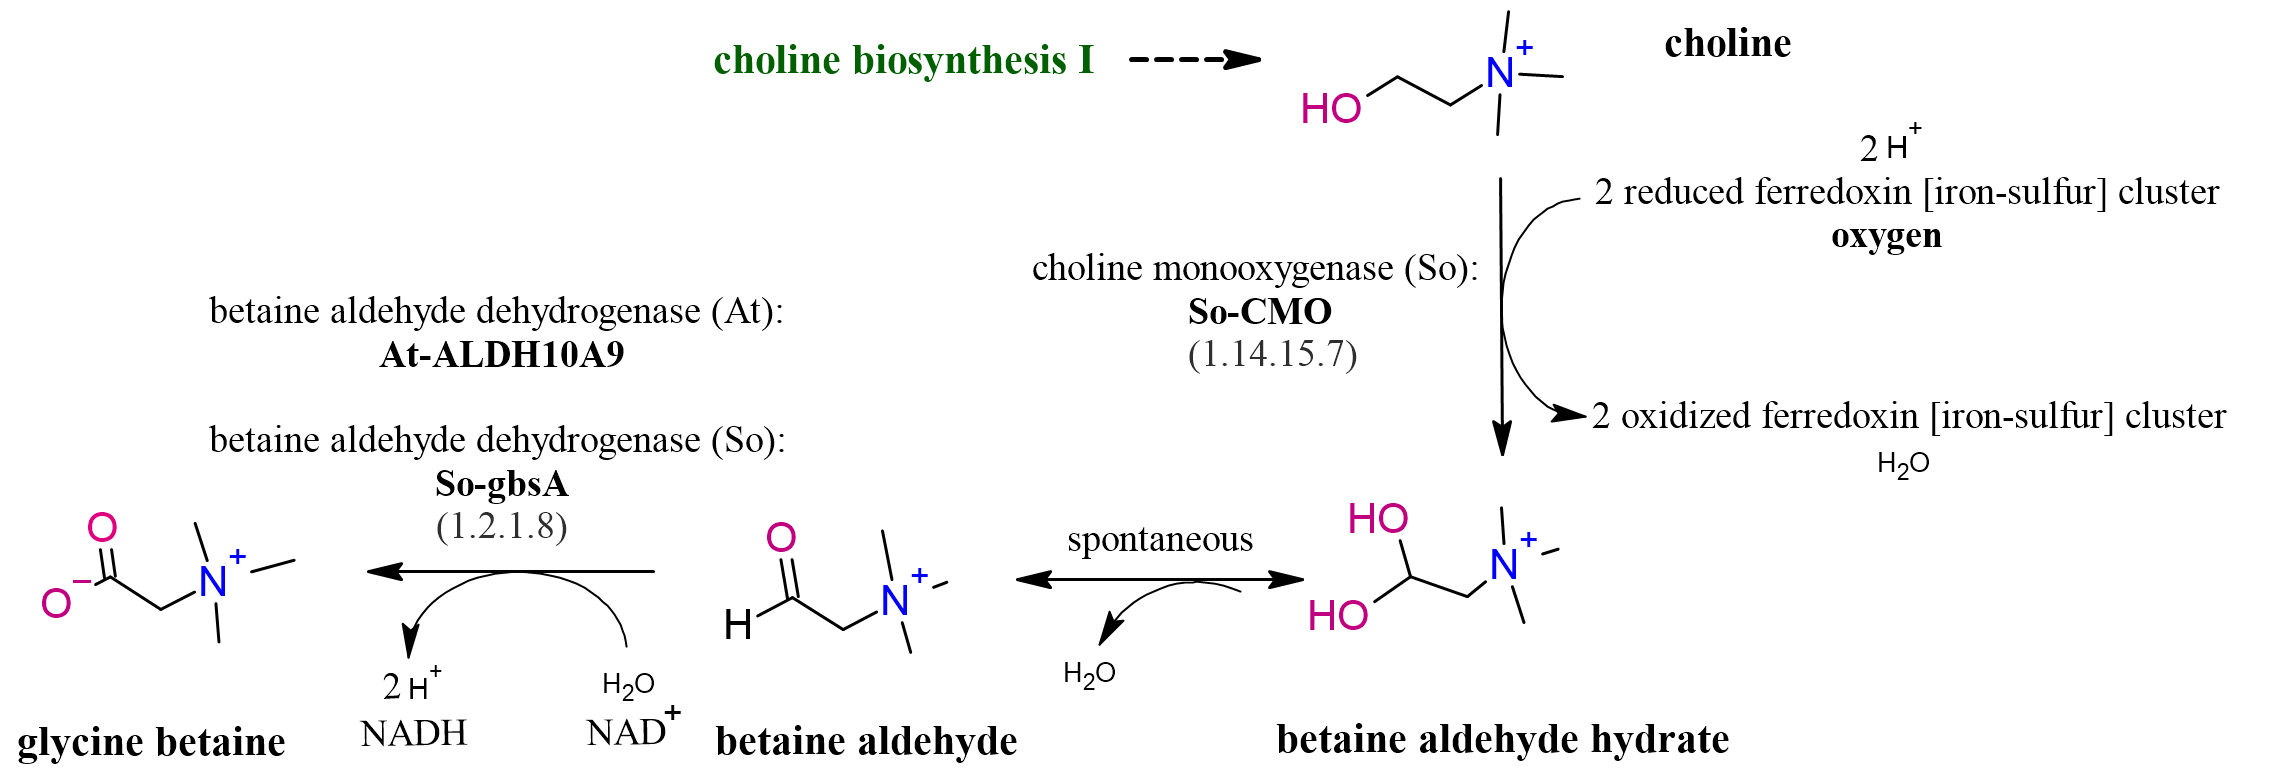 choline biosynthesis I
choline
HO
N+
2 H+
2 reduced ferredoxin [iron-sulfur] cluster
oxygen
choline monooxygenase (So):
So-CMO
(1.14.15.7)
2 oxidized ferredoxin [iron-sulfur] cluster
H2O
betaine aldehyde dehydrogenase (At):
At-ALDH10A9
betaine aldehyde dehydrogenase (So):
So-gbsA
(1.2.1.8)
HO
HO
N+
spontaneous
H2O
O
H
N+
O
O−
N+
2 H+
NADH
H2O
NAD+
glycine betaine
betaine aldehyde
betaine aldehyde hydrate